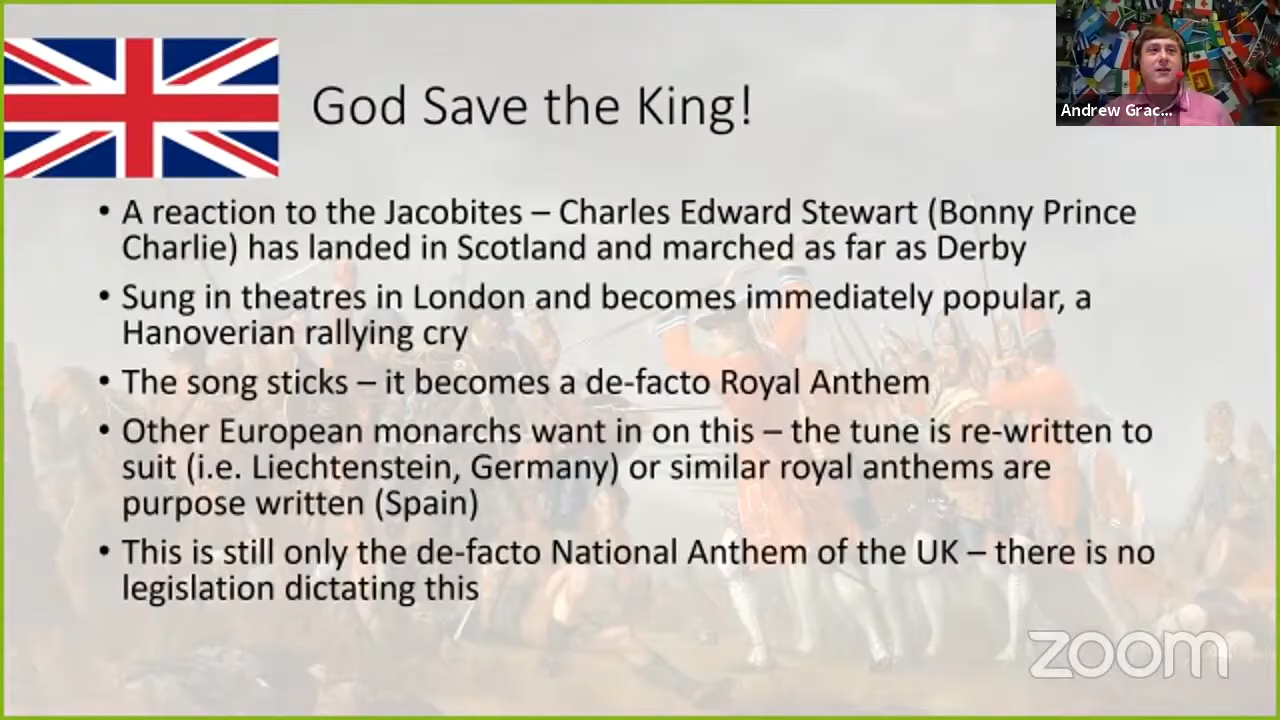 God Save the King!
Andrew Grac...
• A reaction to the Jacobites – Charles Edward Stewart (Bonny Prince
Charlie) has landed in Scotland and marched as far as Derby
• Sung in theatres in London and becomes immediately popular, a
Hanoverian rallying cry
• The song sticks – it becomes a de-facto Royal Anthem
• Other European monarchs want in on this – the tune is re-written to
suit (i.e. Liechtenstein, Germany) or similar royal anthems are
purpose written (Spain)
• This is still only the de-facto National Anthem of the UK – there is no
legislation dictating this
zoom